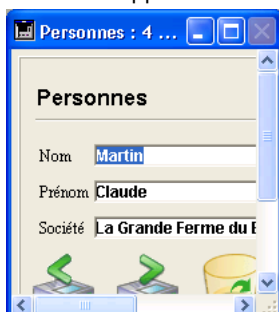 Personnes : 4 ...
Personnes
Nom Martin
Prénom Claude
Société La Grande Ferme du